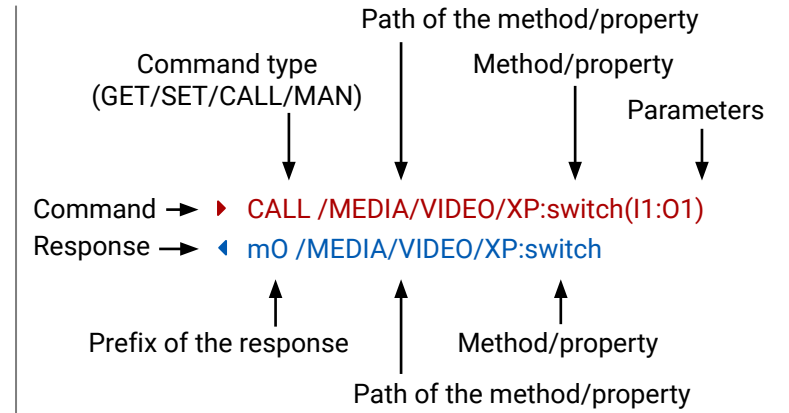 Path of the method/property
Command type
(GET/SET/CALL/MAN)
Method/property
Parameters
Command
CALL /MEDIA/VIDEO/XP:switch(I1:O1)
Response
mO /MEDIA/VIDEO/XP:switch
Prefix of the response
Method/property
Path of the method/property